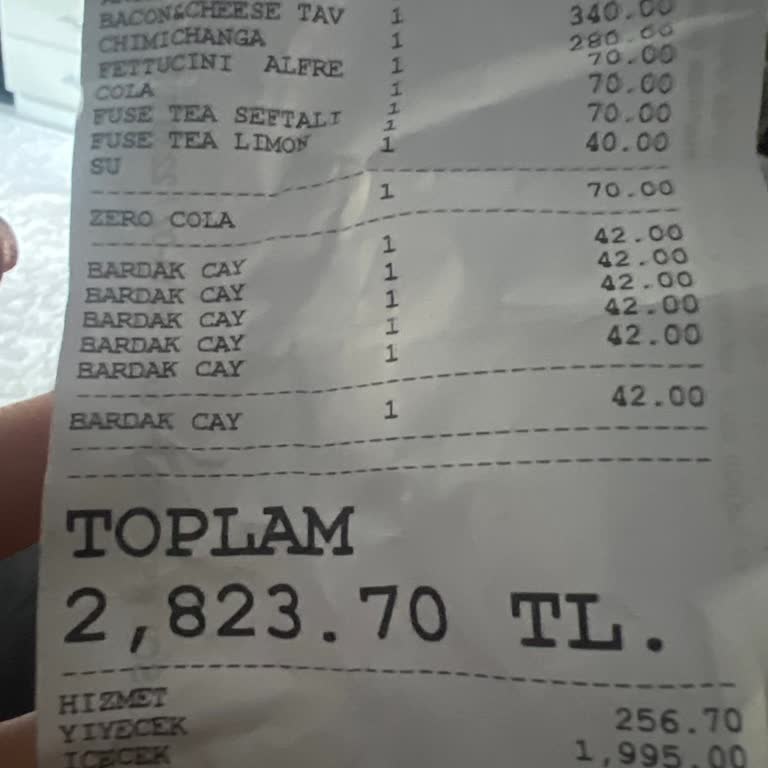 BACON&CHEESE TAV 1
CHIMICHANGA 1 340.00
FETTUCINI ALFRE 1 280.00
COLA 1 70.00
FUSE TEA SEFTALI 1 70.00
FUSE TEA LIMON 1 70.00
SU 1 40.00
ZERO COLA 1 70.00
BARDAK CAY 1 42.00
BARDAK CAY 1 42.00
BARDAK CAY 1 42.00
BARDAK CAY 1 42.00
BARDAK CAY 1 42.00
BARDAK CAY 1 42.00
TOPLAM
2,823.70 TL.
HIZMET 256.70
YIYECEK 1,995.00
ICECEK